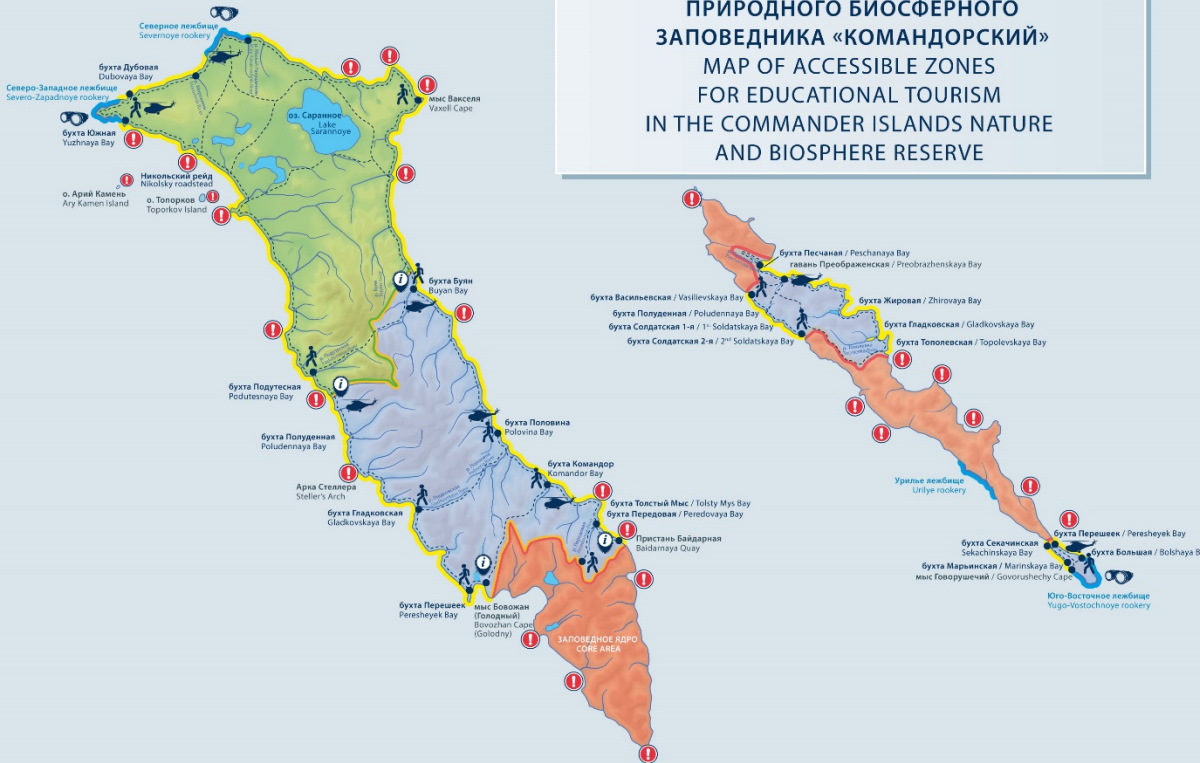 ПРИРОДНОГО БИОСФЕРНОГО
ЗАПОВЕДНИКА «КОМАНДОРСКИЙ»
MAP OF ACCESSIBLE ZONES
FOR EDUCATIONAL TOURISM
IN THE COMMANDER ISLANDS NATURE
AND BIOSPHERE RESERVE
Северное лежбище
Severnoye rookery
бухта Дубовая
Dubovaya Bay
Северо-Западное лежбище
Severo-Zapadnoye rookery
бухта Южная
Yuzhnaya Bay
мыс Вакселя
Vaxell Cape
оз. Саранное
Lake
Sarannoye
Никольский рейд
Nikolsky roadstead
о. Арий Камень
Ary Kamen Island
о. Топорков
Toporkov Island
бухта Буян
Buyan Bay
бухта Подутесная
Podutesnaya Bay
бухта Полуденная
Poludennaya Bay
бухта Половина
Polovina Bay
бухта Командор
Komandor Bay
Арка Стеллера
Steller's Arch
бухта Гладковская
Gladkovskaya Bay
бухта Толстый Мыс / Tolsty Mys Bay
бухта Передовая / Peredovaya Bay
Пристань Байдарная
Baidarnaya Quay
бухта Перешеек
Peresheyek Bay
мыс Бовожан
(Голодный)
Bovozhan Cape
(Golodny)
ЗАПОВЕДНОЕ ЯДРО
CORE AREA
бухта Песчаная / Peschanaya Bay
гавань Преображенская / Preobrazhenskaya Bay
бухта Васильевская / Vasilievskaya Bay
бухта Жировая / Zhirovaya Bay
бухта Полуденная / Poludennaya Bay
бухта Солдатская 1-я / 1st Soldatskaya Bay
бухта Гладковская / Gladkovskaya Bay
бухта Солдатская 2-я / 2nd Soldatskaya Bay
бухта Тополевская / Topolevskaya Bay
Урилье лежбище
Urilye rookery
бухта Перешеек / Peresheyek Bay
бухта Секачинская
Sekachinskaya Bay
бухта Большая / Bolshaya B
бухта Марьинская / Marinskaya Bay
мыс Говорушечий / Govorushechy Cape
Юго-Восточное лежбище
Yugo-Vostochnoye rookery